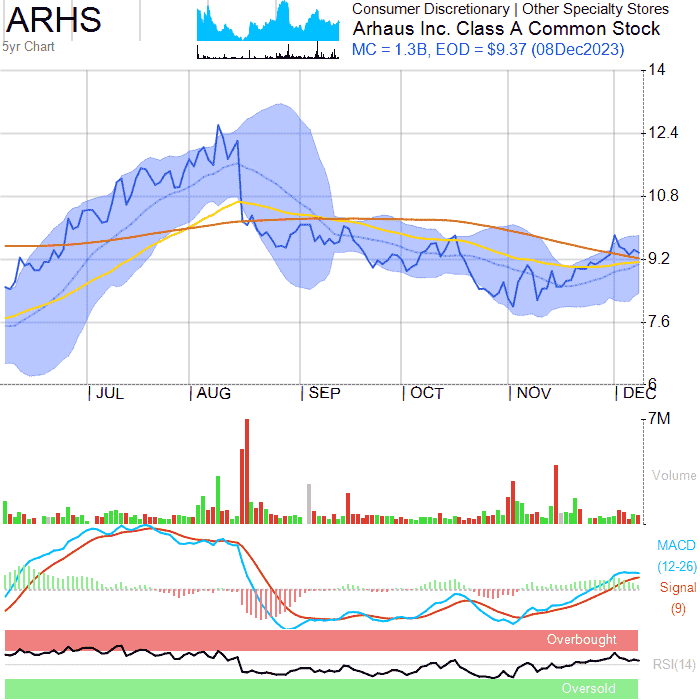 ARHS
5yr Chart
Consumer Discretionary | Other Specialty Stores
Arhaus Inc. Class A Common Stock
MC = 1.3B, EOD = $9.37 (08Dec2023)
14
12.4
10.8
9.2
7.6
6
JUL
AUG
SEP
OCT
NOV
DEC
7M
Volume
MACD
(12-26)
Signal
(9)
Overbought
RSI(14)
Oversold